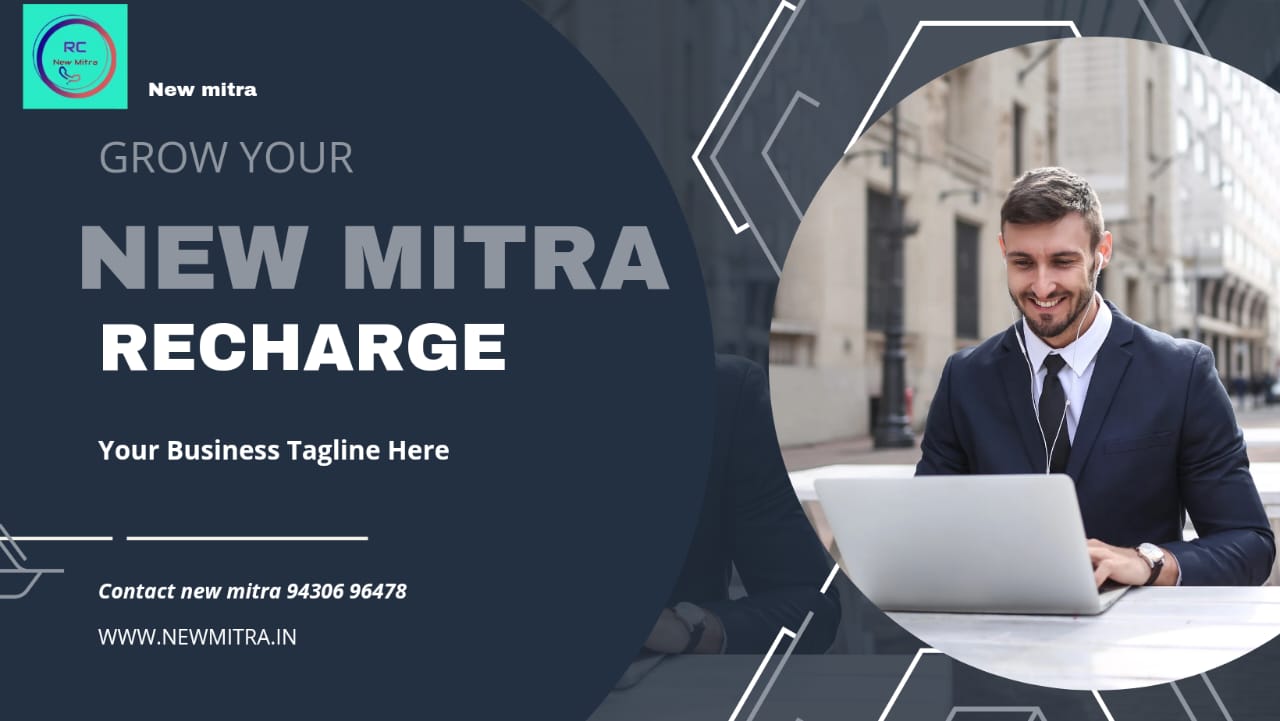 RC
New Mitra
New mitra
GROW YOUR
NEW MITRA
RECHARGE
Your Business Tagline Here
Contact new mitra 94306 96478
WWW.NEWMITRA.IN